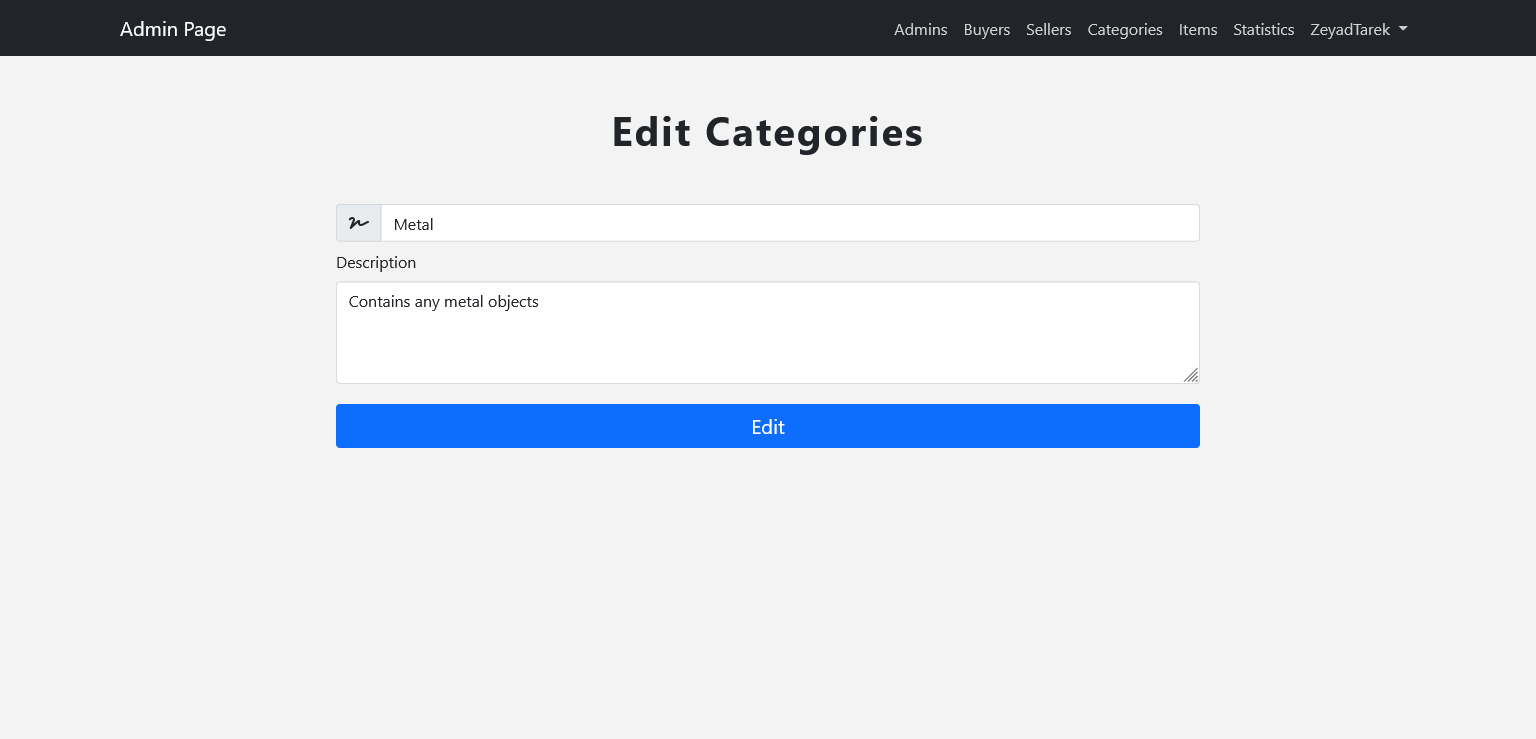 Admin Page
Admins Buyers Sellers Categories Items Statistics ZeyadTarek
Edit Categories
Metal
Description
Contains any metal objects
Edit